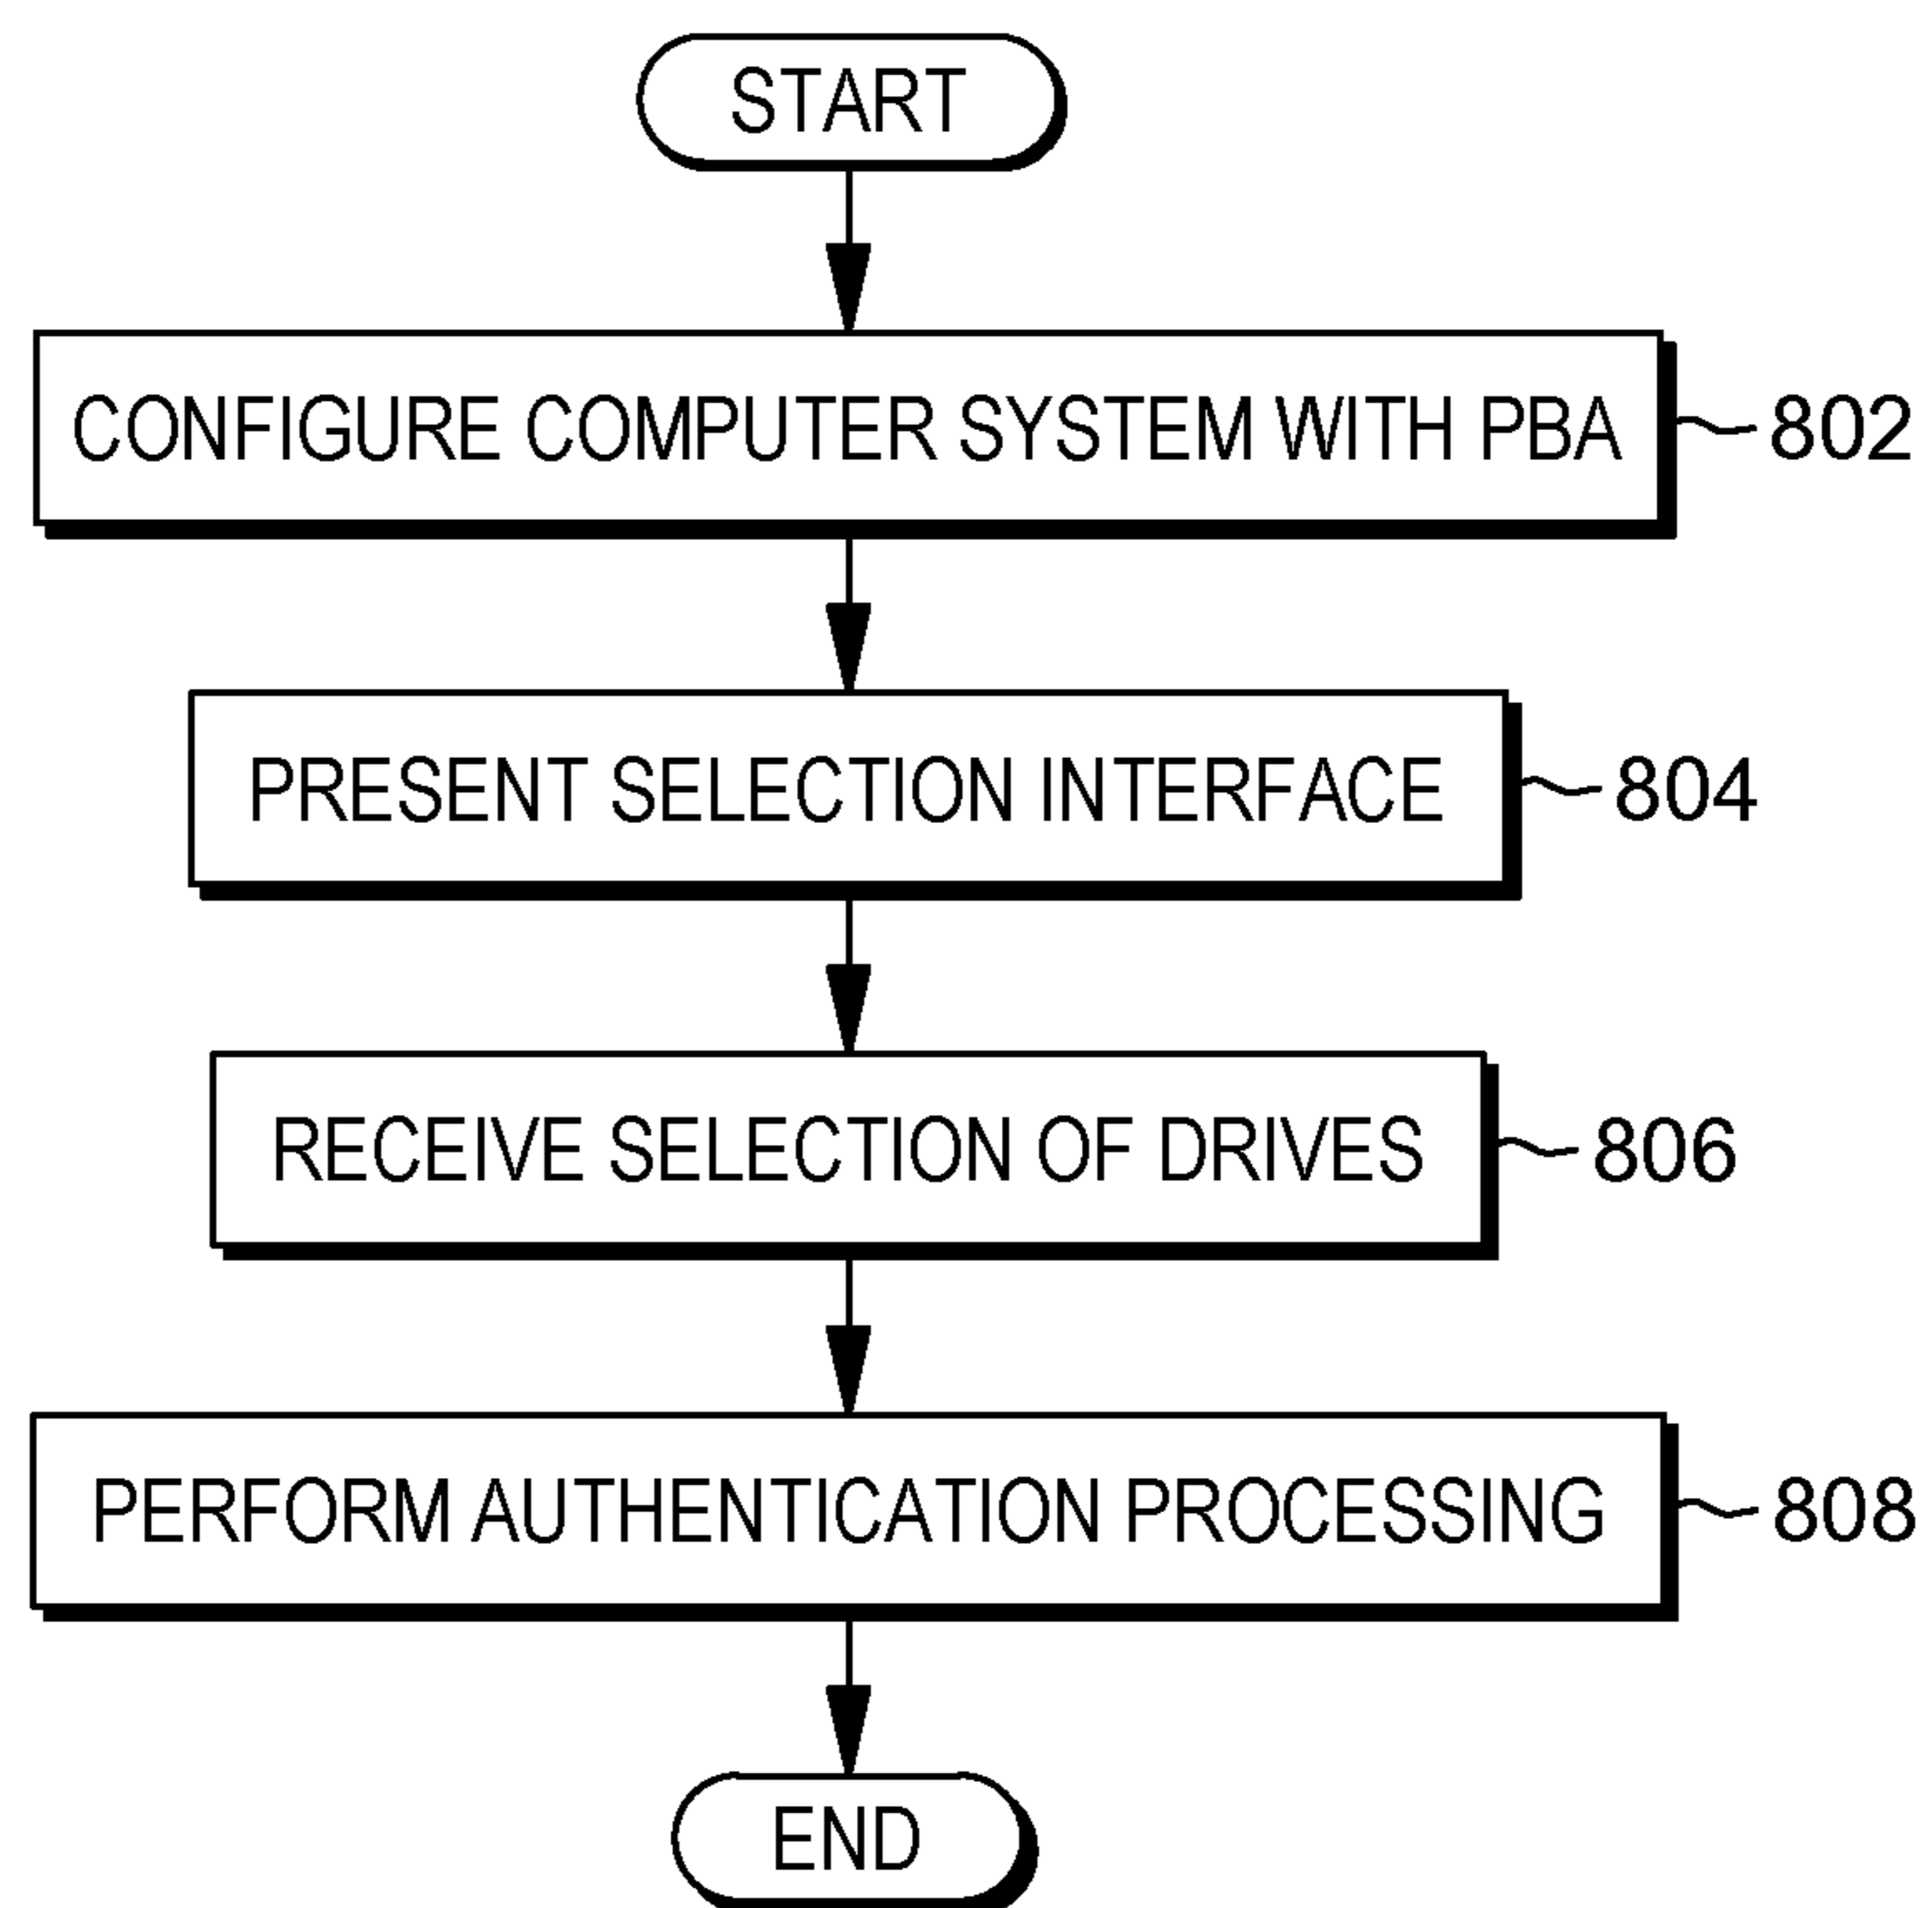 START
CONFIGURE COMPUTER SYSTEM WITH PBA 802
PRESENT SELECTION INTERFACE 804
RECEIVE SELECTION OF DRIVES 806
PERFORM AUTHENTICATION PROCESSING 808
END